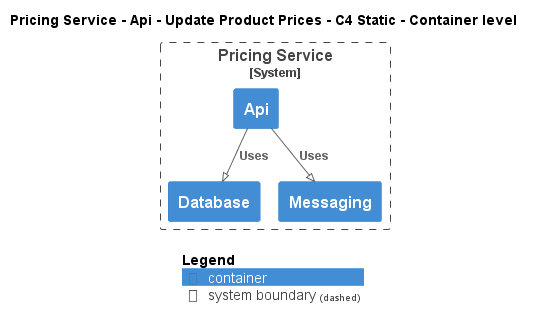 Pricing Service - Api - Update Product Prices - C4 Static - Container level
Pricing Service
[System]
Api
Uses
Uses
Database
Messaging
Legend
container
system boundary (dashed)